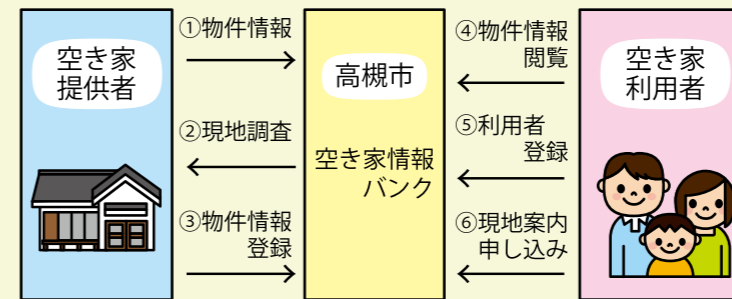 空き家
提供者
①物件情報
②現地調査
③物件情報
登録
高槻市
空き家情報
バンク
④物件情報
閲覧
⑤利用者
登録
⑥現地案内
申し込み
空き家
利用者